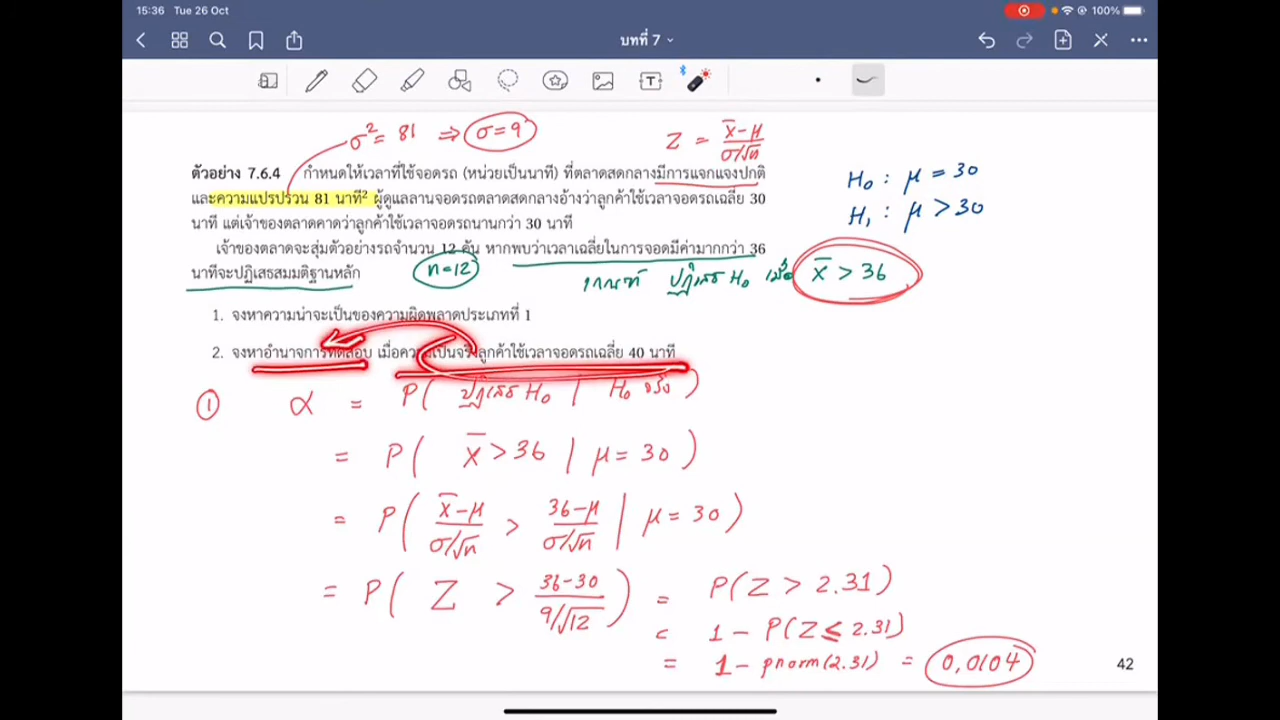 15:36 Tue 26 Oct
100%
บทที่ 7
σ² = 81 ⇒ σ = 9
Z = x̄-μ / σ/√n
ตัวอย่าง 7.6.4 กำหนดให้เวลาที่ใช้จอดรถ (หน่วยเป็นนาที) ที่ตลาดสดกลางมีการแจกแจงปกติ
และความแปรปรวน 81 นาที² ผู้ดูแลลานจอดรถตลาดสดกลางอ้างว่าลูกค้าใช้เวลาจอดรถเฉลี่ย 30
นาที แต่เจ้าของตลาดคาดว่าลูกค้าใช้เวลาจอดรถนานกว่า 30 นาที
H₀ : μ = 30
H₁ : μ > 30
เจ้าของตลาดจะสุ่มตัวอย่างรถจำนวน 12 คัน หากพบว่าเวลาเฉลี่ยในการจอดมีค่ามากกว่า 36
นาทีจะปฏิเสธสมมติฐานหลัก
n=12
เกณฑ์ ปฏิเสธ H₀ เมื่อ x̄ > 36
1. จงหาความน่าจะเป็นของความผิดพลาดประเภทที่ 1
2. จงหาอำนาจการทดสอบ เมื่อความเป็นจริงลูกค้าใช้เวลาจอดรถเฉลี่ย 40 นาที
① α = P( ปฏิเสธ H₀ | H₀ จริง )
= P( x̄ > 36 | μ = 30 )
= P( x̄-μ / σ/√n > 36-μ / σ/√n | μ = 30 )
= P( Z > 36-30 / 9/√12 ) = P(Z > 2.31)
= 1 - P(Z ≤ 2.31)
= 1 - pnorm(2.31) = 0.0104
42